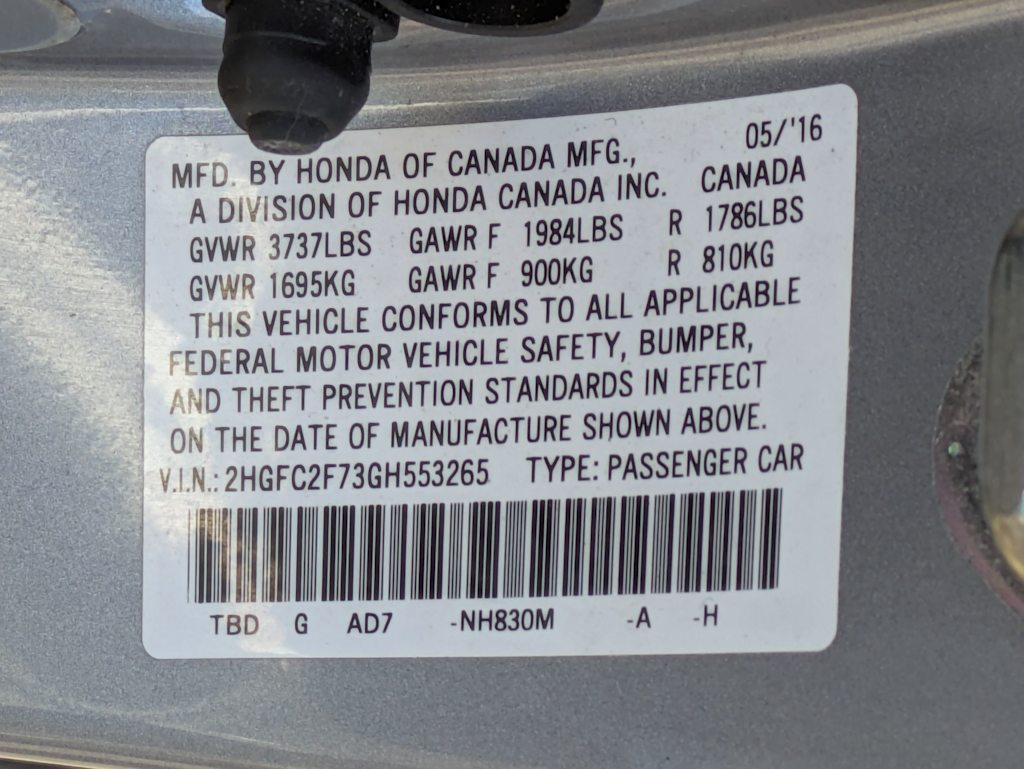 05/'16
MFD. BY HONDA OF CANADA MFG.,
A DIVISION OF HONDA CANADA INC. CANADA
GVWR 3737LBS GAWR F 1984LBS R 1786LBS
GVWR 1695KG GAWR F 900KG R 810KG
THIS VEHICLE CONFORMS TO ALL APPLICABLE
FEDERAL MOTOR VEHICLE SAFETY, BUMPER,
AND THEFT PREVENTION STANDARDS IN EFFECT
ON THE DATE OF MANUFACTURE SHOWN ABOVE.
V.I.N.: 2HGFC2F73GH553265 TYPE: PASSENGER CAR
TBD G AD7 -NH830M -A -H